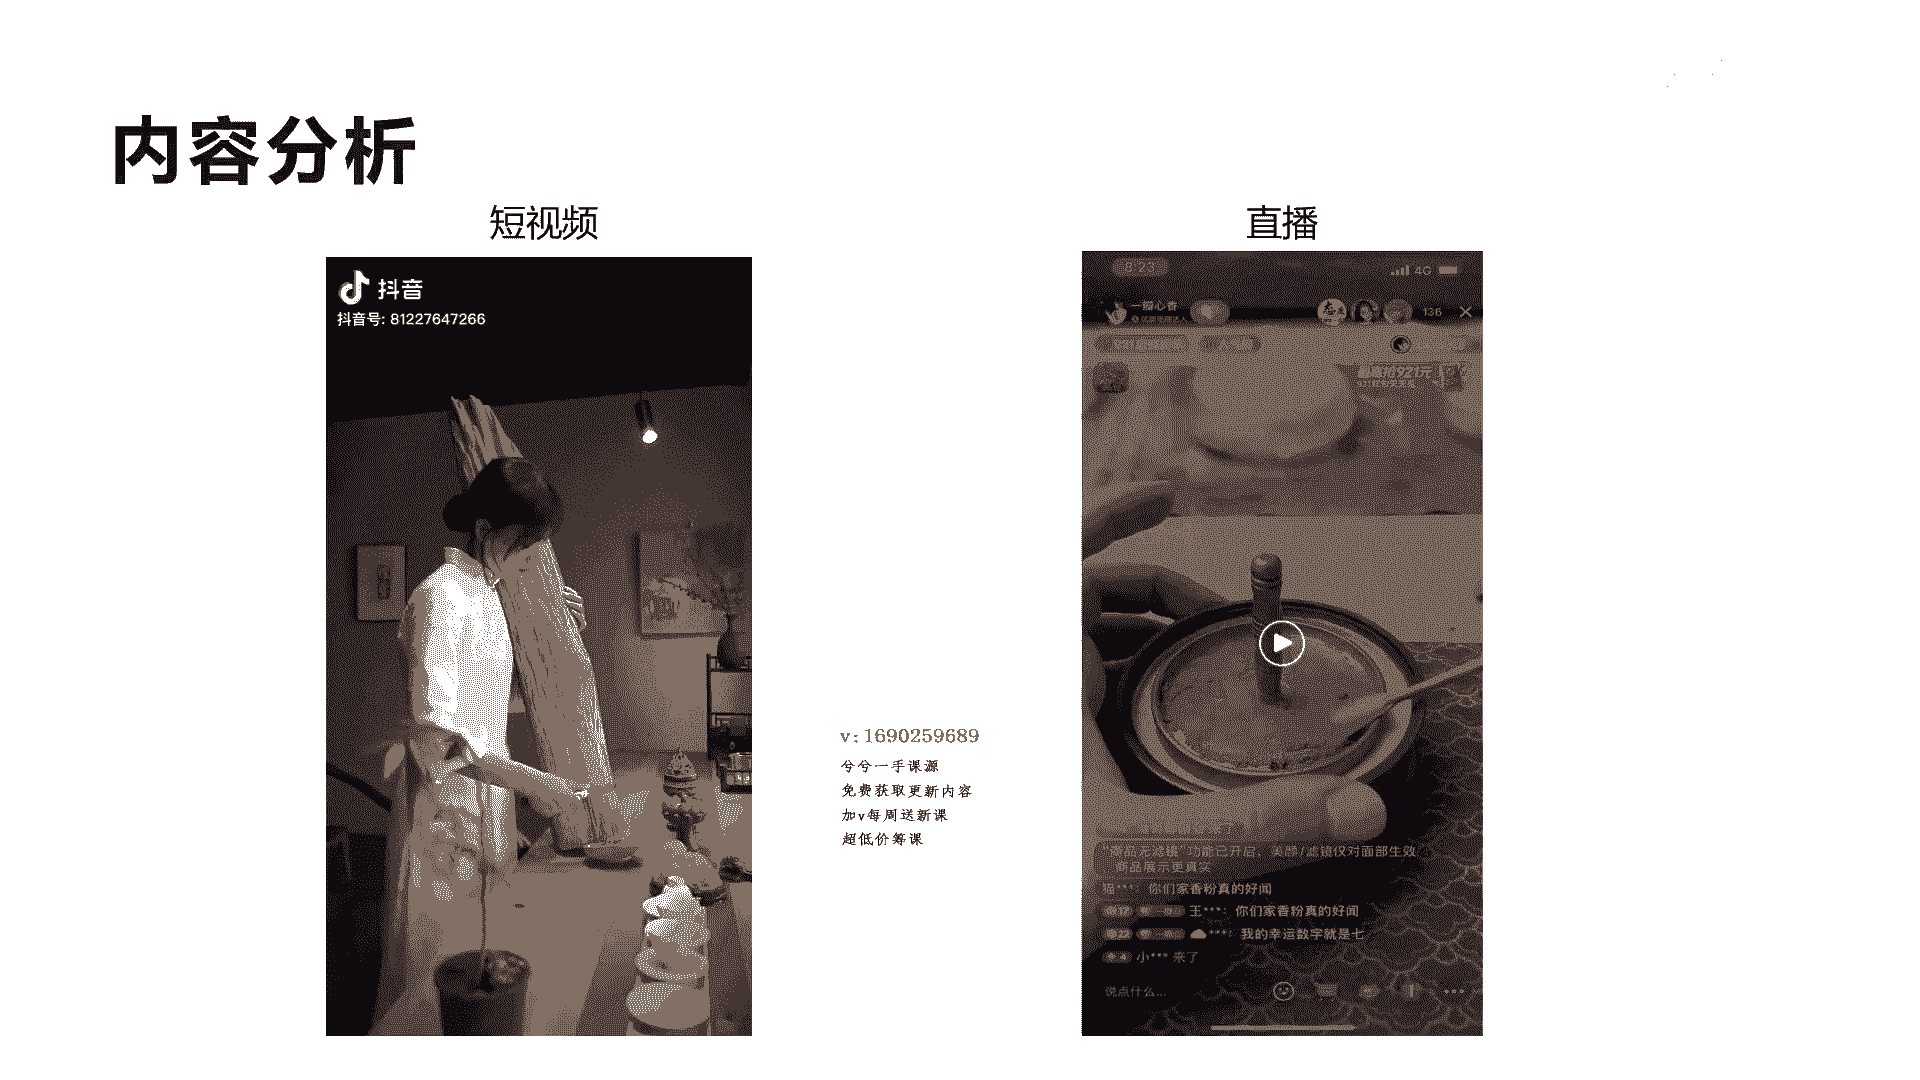 内容分析
短视频
直播
抖音
抖音号: 81227647266
v:1690259689
兮兮一手课源
免费获取更新内容
加v每周送新课
超低价筹课
8:23
4G
一瓣心香
136
921元
"商品无滤镜"功能已开启，美颜/滤镜仅对面部生效
商品展示更真实
猫***: 你们家香粉真的好闻
王***: 你们家香粉真的好闻
***: 我的幸运数字就是七
小*** 来了
说点什么...